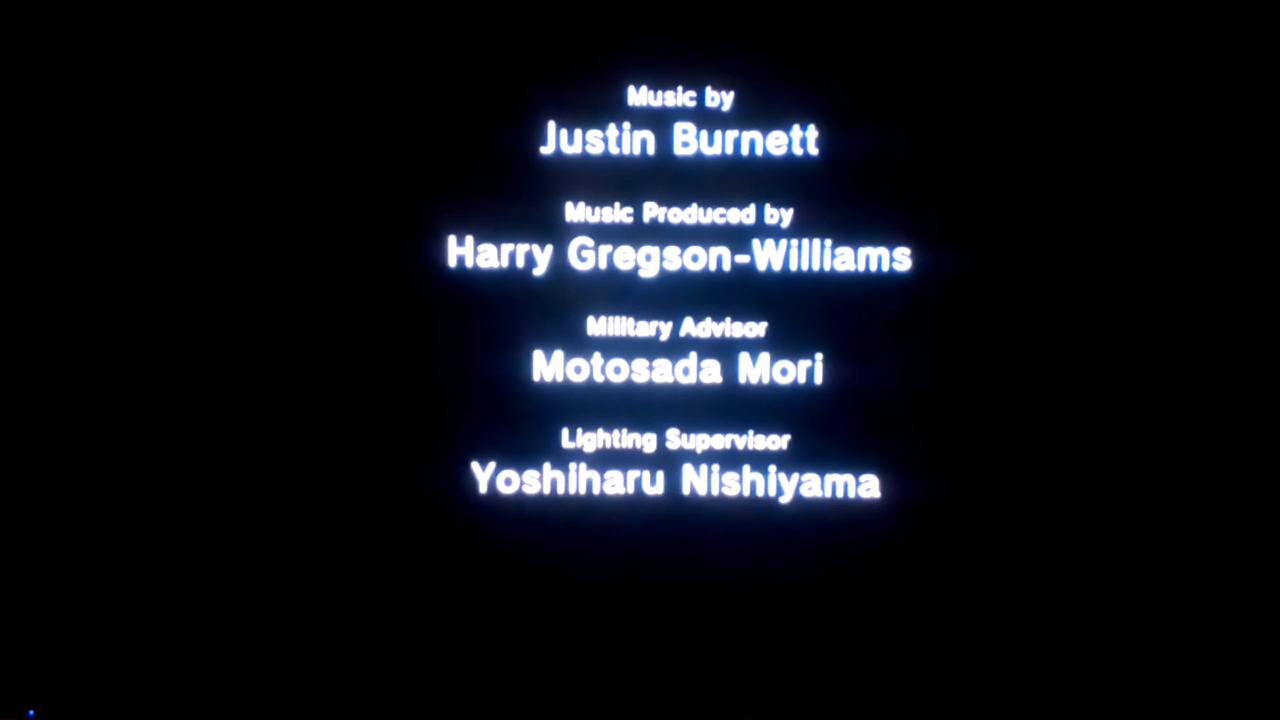 Music by
Justin Burnett
Music Produced by
Harry Gregson-Williams
Military Advisor
Motosada Mori
Lighting Supervisor
Yoshiharu Nishiyama